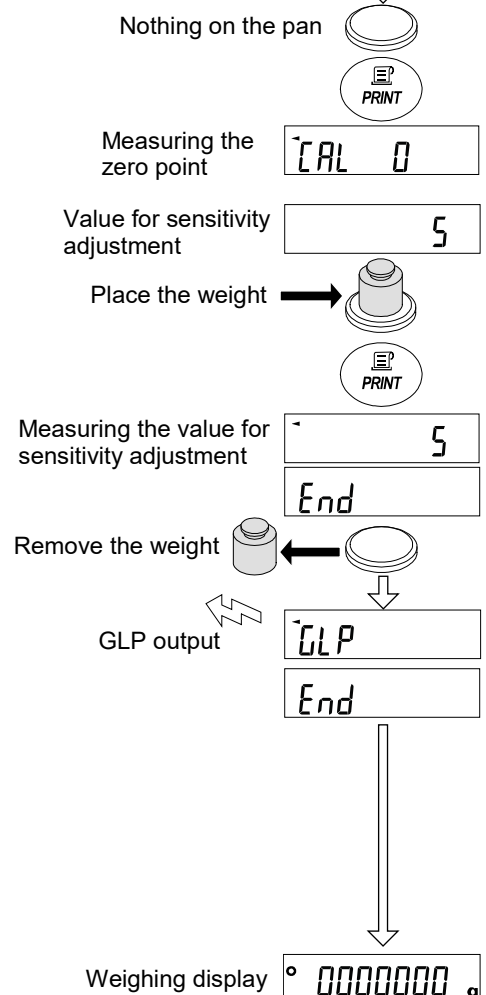 Nothing on the pan
PRINT
Measuring the
zero point
CAL 0
Value for sensitivity
adjustment
5
Place the weight
PRINT
Measuring the value for
sensitivity adjustment
5
End
Remove the weight
GLP output
GLP
End
Weighing display
0000000 g